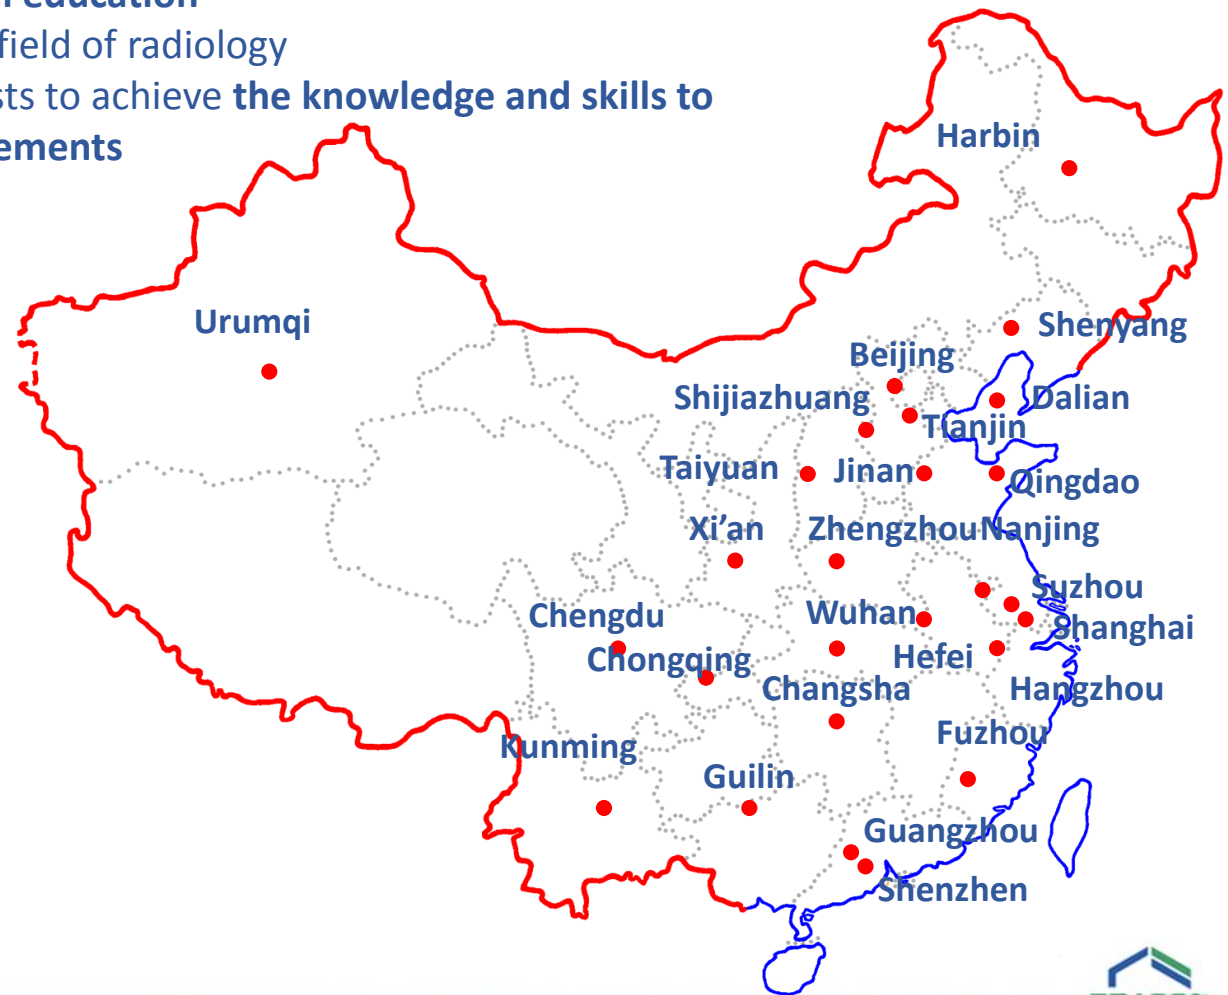 education
field of radiology
sts to achieve the knowledge and skills to
ements
Harbin
Urumqi
Shenyang
Beijing
Shijiazhuang
Dalian
Tianjin
Taiyuan
Jinan
Qingdao
Xi'an
Zhengzhou
Nanjing
Suzhou
Chengdu
Wuhan
Shanghai
Chongqing
Hefei
Changsha
Hangzhou
Kunming
Fuzhou
Guilin
Guangzhou
Shenzhen